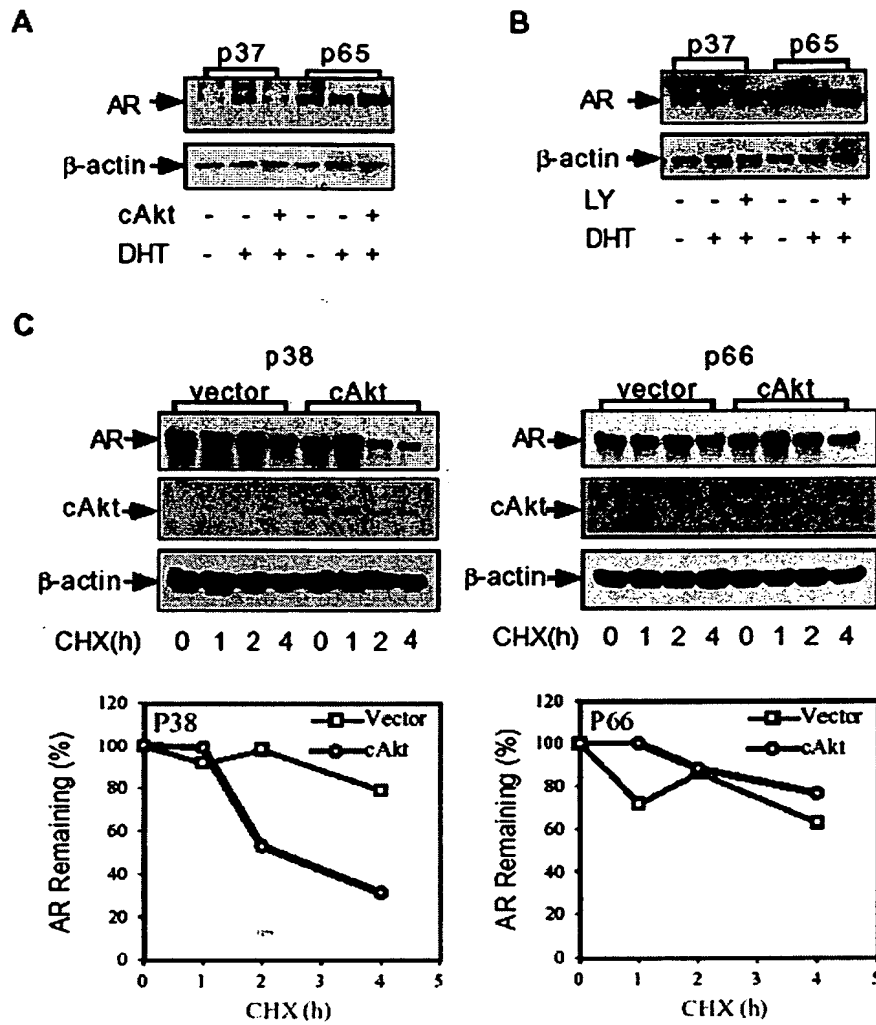 A
p37 p65
AR
β-actin
cAkt - - + - - +
DHT - + + - + +
B
p37 p65
AR
β-actin
LY - - + - - +
DHT - + + - + +
C
p38
vector cAkt
AR
cAkt
β-actin
CHX(h) 0 1 2 4 0 1 2 4
p66
vector cAkt
AR
cAkt
β-actin
CHX(h) 0 1 2 4 0 1 2 4
P38
Vector
cAkt
AR Remaining (%)
120
100
80
60
40
20
0
0 1 2 3 4 5
CHX (h)
P66
Vector
cAkt
AR Remaining (%)
120
100
80
60
40
20
0
0 1 2 3 4 5
CHX (h)